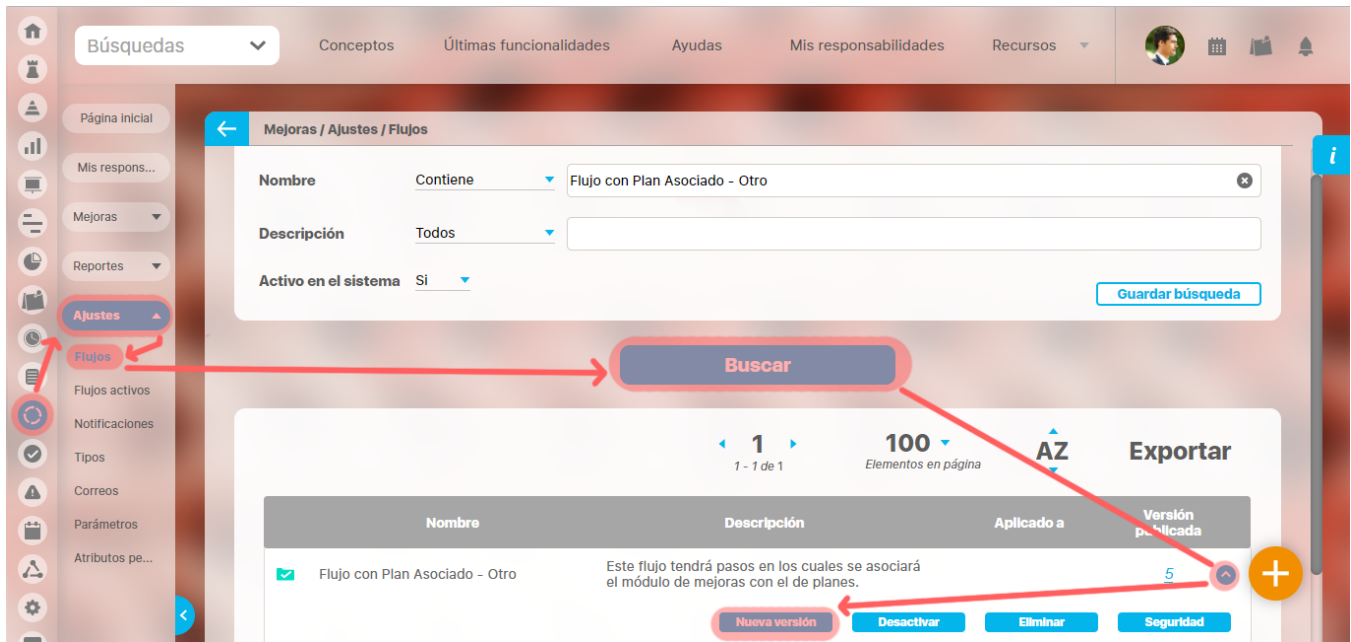 Búsquedas
Conceptos
Últimas funcionalidades
Ayudas
Mis responsabilidades
Recursos
Página inicial
Mis respons...
Mejoras
Reportes
Ajustes
Flujos
Flujos activos
Notificaciones
Tipos
Correos
Parámetros
Atributos pe...
Mejoras / Ajustes / Flujos
i
Nombre Contiene Flujo con Plan Asociado - Otro
Descripción Todos
Activo en el sistema Si
Guardar búsqueda
Buscar
1
1 - 1 de 1
100
Elementos en página
AZ
Exportar
Nombre Descripción Aplicado a Versión
publicada
Flujo con Plan Asociado - Otro
Este flujo tendrá pasos en los cuales se asociará
el módulo de mejoras con el de planes.
5
Nueva versión Desactivar Eliminar Seguridad